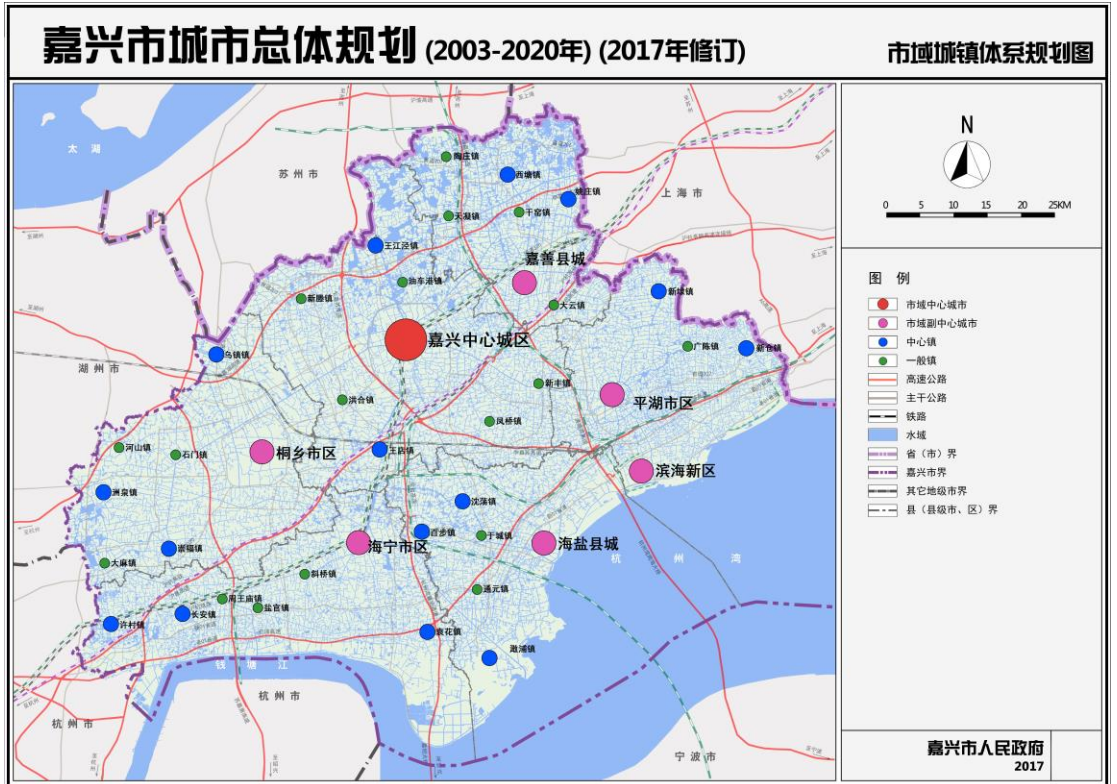 嘉兴市城市总体规划 (2003-2020年) (2017年修订)
市域城镇体系规划图
太湖
苏州市
上海市
陶庄镇
西塘镇
姚庄镇
天凝镇
干窑镇
王江泾镇
嘉善县城
油车港镇
新塍镇
大云镇
新埭镇
嘉兴中心城区
广陈镇
新仓镇
乌镇镇
湖州市
新丰镇
洪合镇
平湖市区
凤桥镇
河山镇
石门镇
桐乡市区
王店镇
滨海新区
洲泉镇
沈荡镇
百步镇
于城镇
崇福镇
海宁市区
海盐县城
杭州湾
大麻镇
斜桥镇
通元镇
周王庙镇
盐官镇
长安镇
许村镇
袁花镇
澉浦镇
钱塘江
杭州市
杭州市
宁波市
N
0 5 10 15 20 25KM
图例
市域中心城市
市域副中心城市
中心镇
一般镇
高速公路
主干公路
铁路
水域
省（市）界
嘉兴市界
其它地级市界
县（县级市、区）界
嘉兴市人民政府
2017